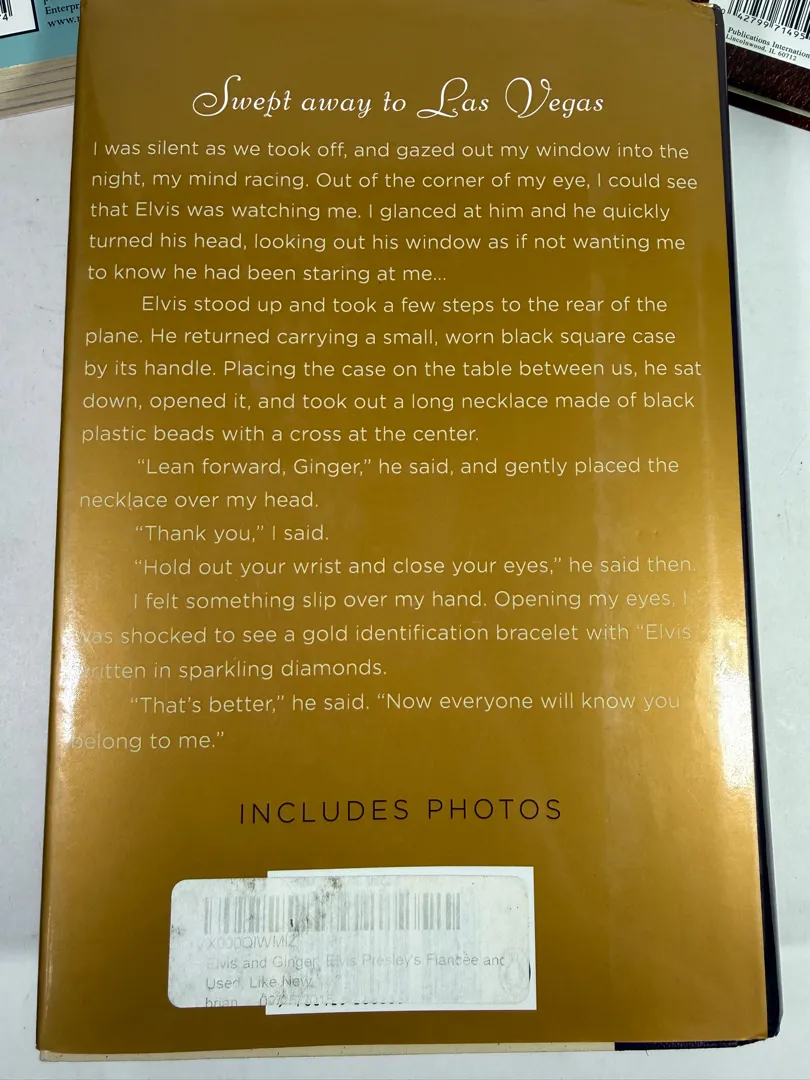 Enterpr
www.
42799 71495
Publications Internation
Lincolnwood, IL 60712
Swept away to Las Vegas
I was silent as we took off, and gazed out my window into the
night, my mind racing. Out of the corner of my eye, I could see
that Elvis was watching me. I glanced at him and he quickly
turned his head, looking out his window as if not wanting me
to know he had been staring at me...
Elvis stood up and took a few steps to the rear of the
plane. He returned carrying a small, worn black square case
by its handle. Placing the case on the table between us, he sat
down, opened it, and took out a long necklace made of black
plastic beads with a cross at the center.
“Lean forward, Ginger,” he said, and gently placed the
necklace over my head.
“Thank you,” I said.
“Hold out your wrist and close your eyes,” he said then.
I felt something slip over my hand. Opening my eyes, I
was shocked to see a gold identification bracelet with “Elvis
written in sparkling diamonds.
“That’s better,” he said. “Now everyone will know you
belong to me.”
INCLUDES PHOTOS
X000QIWMIZ
Elvis and Ginger, Elvis Presley's Fiancée and
Used, Like New
brian